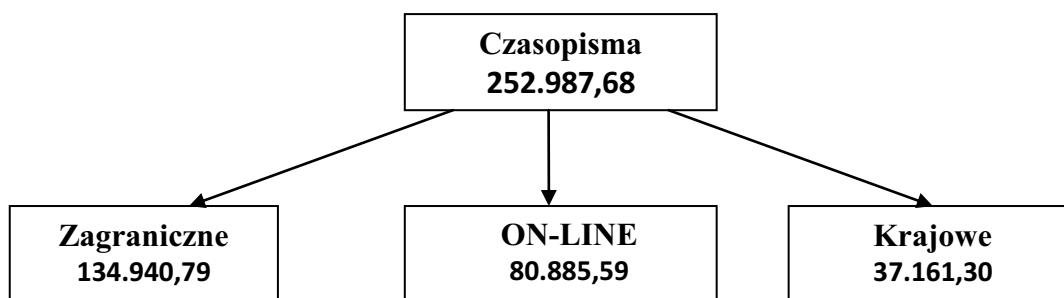 Czasopisma
252.987,68
Zagraniczne
134.940,79
ON-LINE
80.885,59
Krajowe
37.161,30